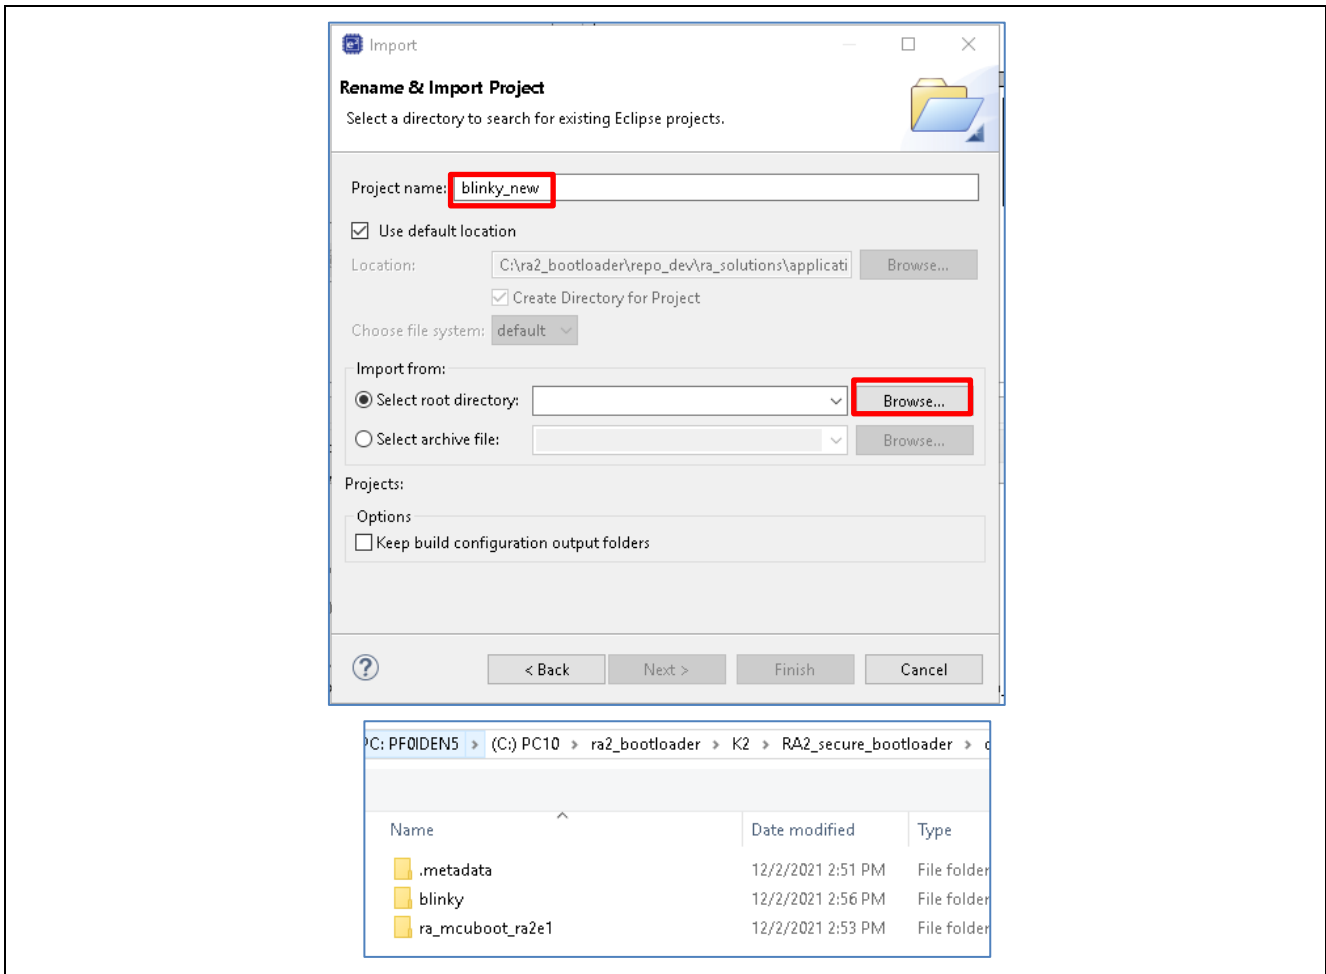 Import
Rename & Import Project
Select a directory to search for existing Eclipse projects.
Project name: blinky_new
Use default location
Location: C:\ra2_bootloader\repo_dev\ra_solutions\applicati Browse...
Create Directory for Project
Choose file system: default
Import from:
Select root directory: Browse...
Select archive file: Browse...
Projects:
Options
Keep build configuration output folders
< Back Next > Finish Cancel
PC: PF0IDEN5 > (C:) PC10 > ra2_bootloader > K2 > RA2_secure_bootloader >
Name Date modified Type
.metadata 12/2/2021 2:51 PM File folder
blinky 12/2/2021 2:56 PM File folder
ra_mcuboot_ra2e1 12/2/2021 2:53 PM File folder